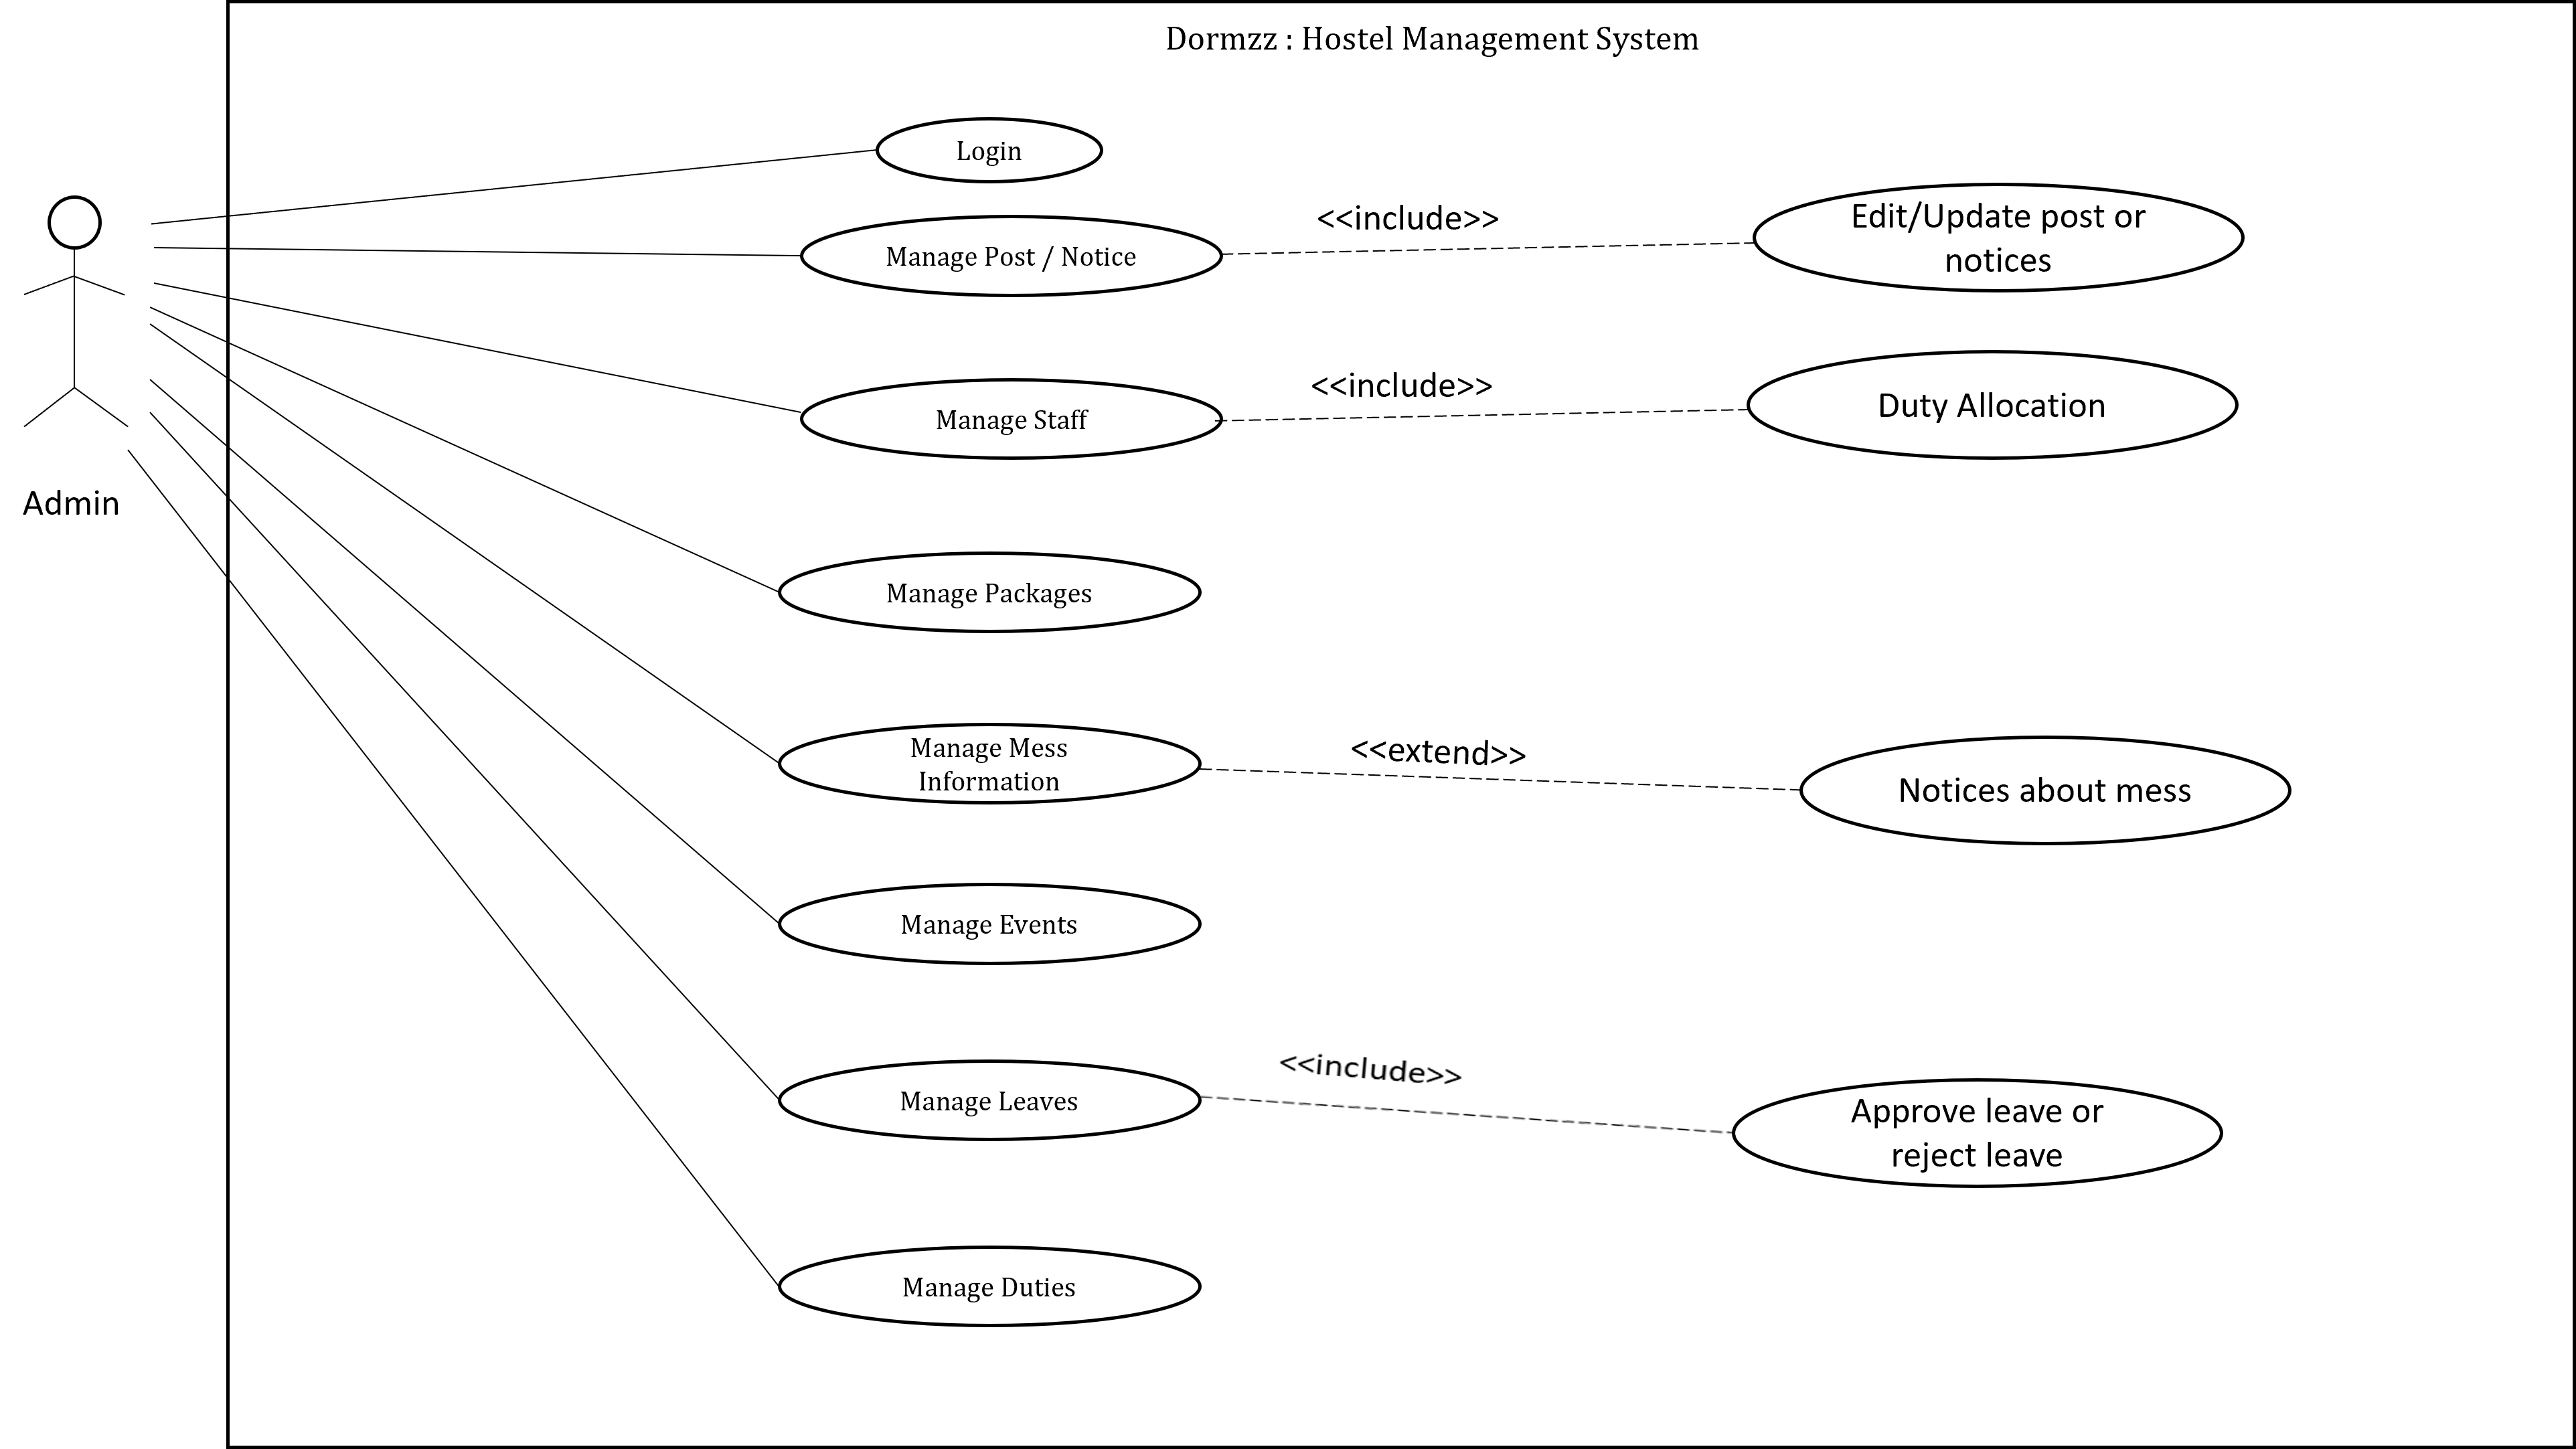 Dormzz : Hostel Management System
Login
Manage Post / Notice
<<include>>
Edit/Update post or
notices
Manage Staff
<<include>>
Duty Allocation
Admin
Manage Packages
Manage Mess
Information
<<extend>>
Notices about mess
Manage Events
Manage Leaves
<<include>>
Approve leave or
reject leave
Manage Duties